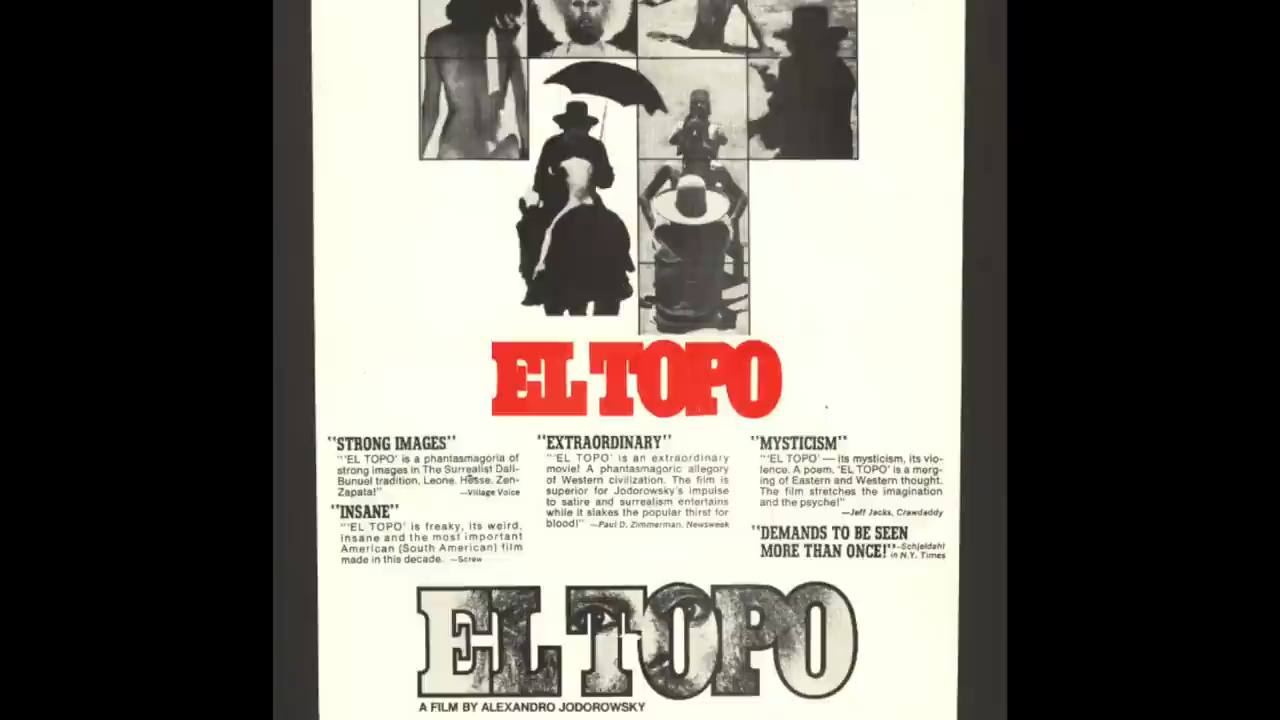 EL TOPO
"STRONG IMAGES"
"'EL TOPO' is a phantasmagoria of
strong images in The Surrealist Dali-
Bunuel tradition, Leone. Hesse. Zen-
Zapata!" —Village Voice
"INSANE"
"'EL TOPO' is freaky, its weird,
insane and the most important
American (South American) film
made in this decade. —Screw
"EXTRAORDINARY"
"'EL TOPO' is an extraordinary
movie! A phantasmagoric allegory
of Western civilization. The film is
superior for Jodorowsky's impulse
to satire and surrealism entertains
while it slakes the popular thirst for
blood!" —Paul D. Zimmerman, Newsweek
"MYSTICISM"
"'EL TOPO' — its mysticism, its vio-
lence. A poem. 'EL TOPO' is a merg-
ing of Eastern and Western thought.
The film stretches the imagination
and the psyche!"
—Jeff Jacks, Crawdaddy
"DEMANDS TO BE SEEN
MORE THAN ONCE!" —Schjeldahl
in N.Y. Times
EL TOPO
A FILM BY ALEXANDRO JODOROWSKY